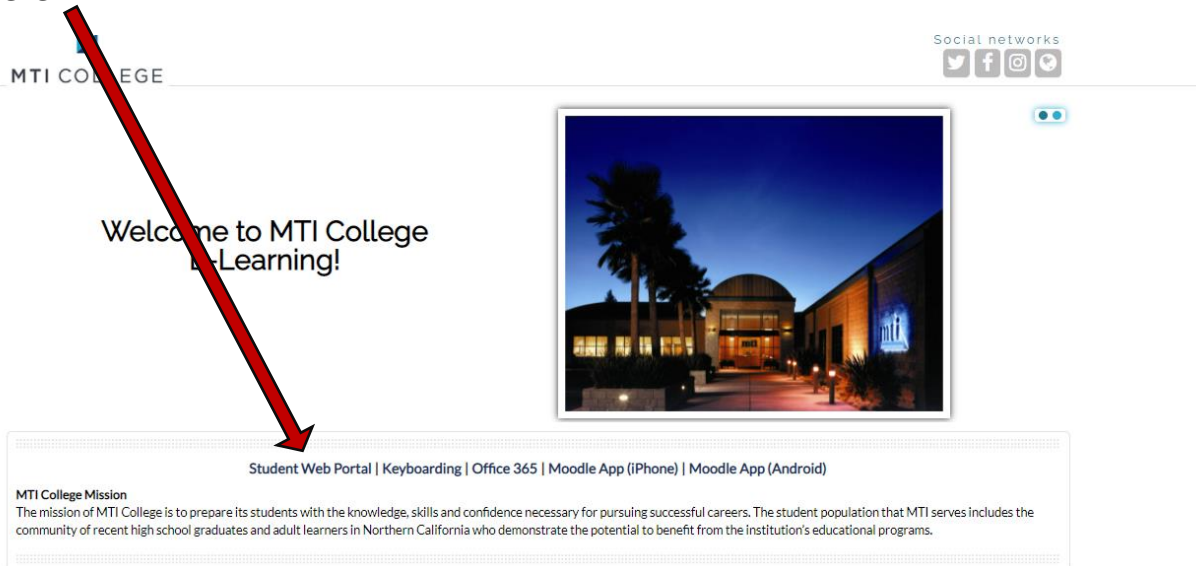 Social networks
MTI COLLEGE
Welcome to MTI College
E-Learning!
mti
mti
Student Web Portal | Keyboarding | Office 365 | Moodle App (iPhone) | Moodle App (Android)
MTI College Mission
The mission of MTI College is to prepare its students with the knowledge, skills and confidence necessary for pursuing successful careers. The student population that MTI serves includes the
community of recent high school graduates and adult learners in Northern California who demonstrate the potential to benefit from the institution's educational programs.